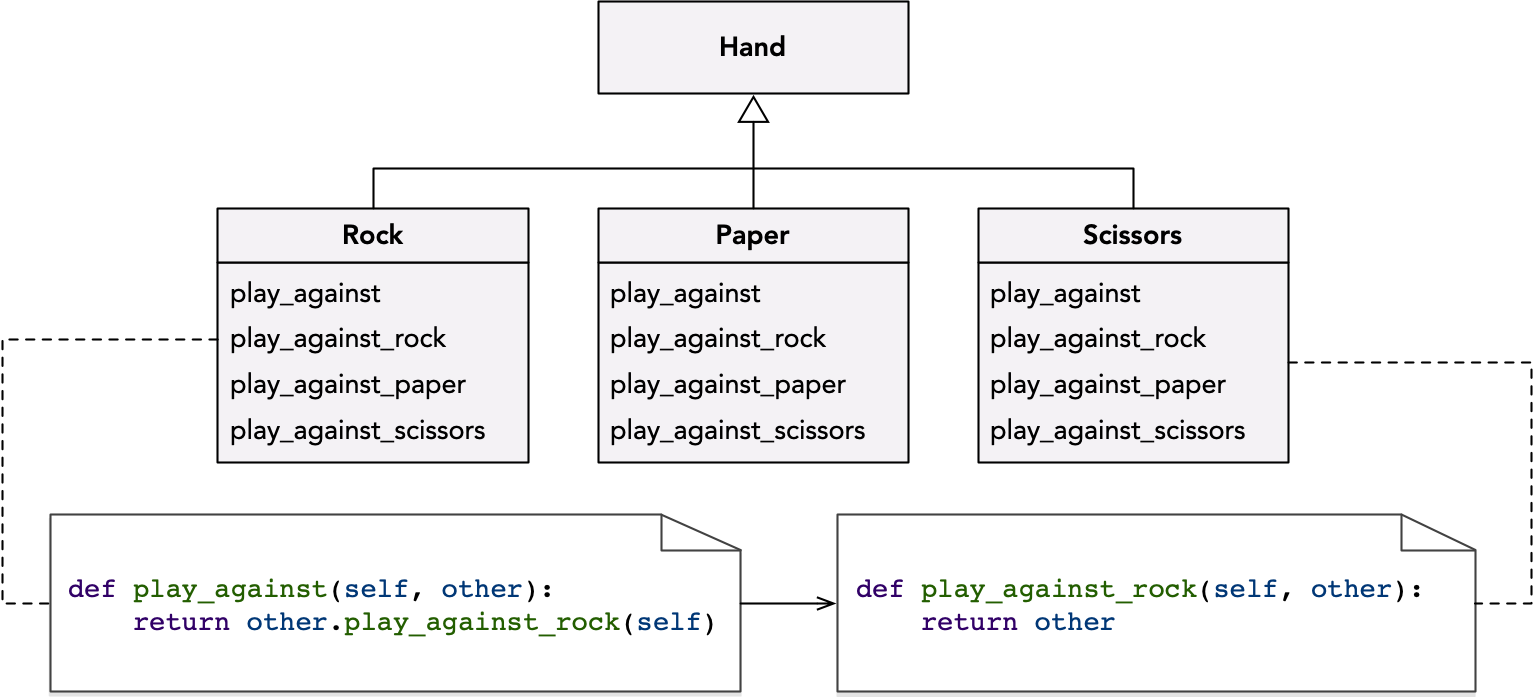 Hand
Rock
play_against
play_against_rock
play_against_paper
play_against_scissors
Paper
play_against
play_against_rock
play_against_paper
play_against_scissors
Scissors
play_against
play_against_rock
play_against_paper
play_against_scissors
def play_against(self, other):
    return other.play_against_rock(self)
def play_against_rock(self, other):
    return other